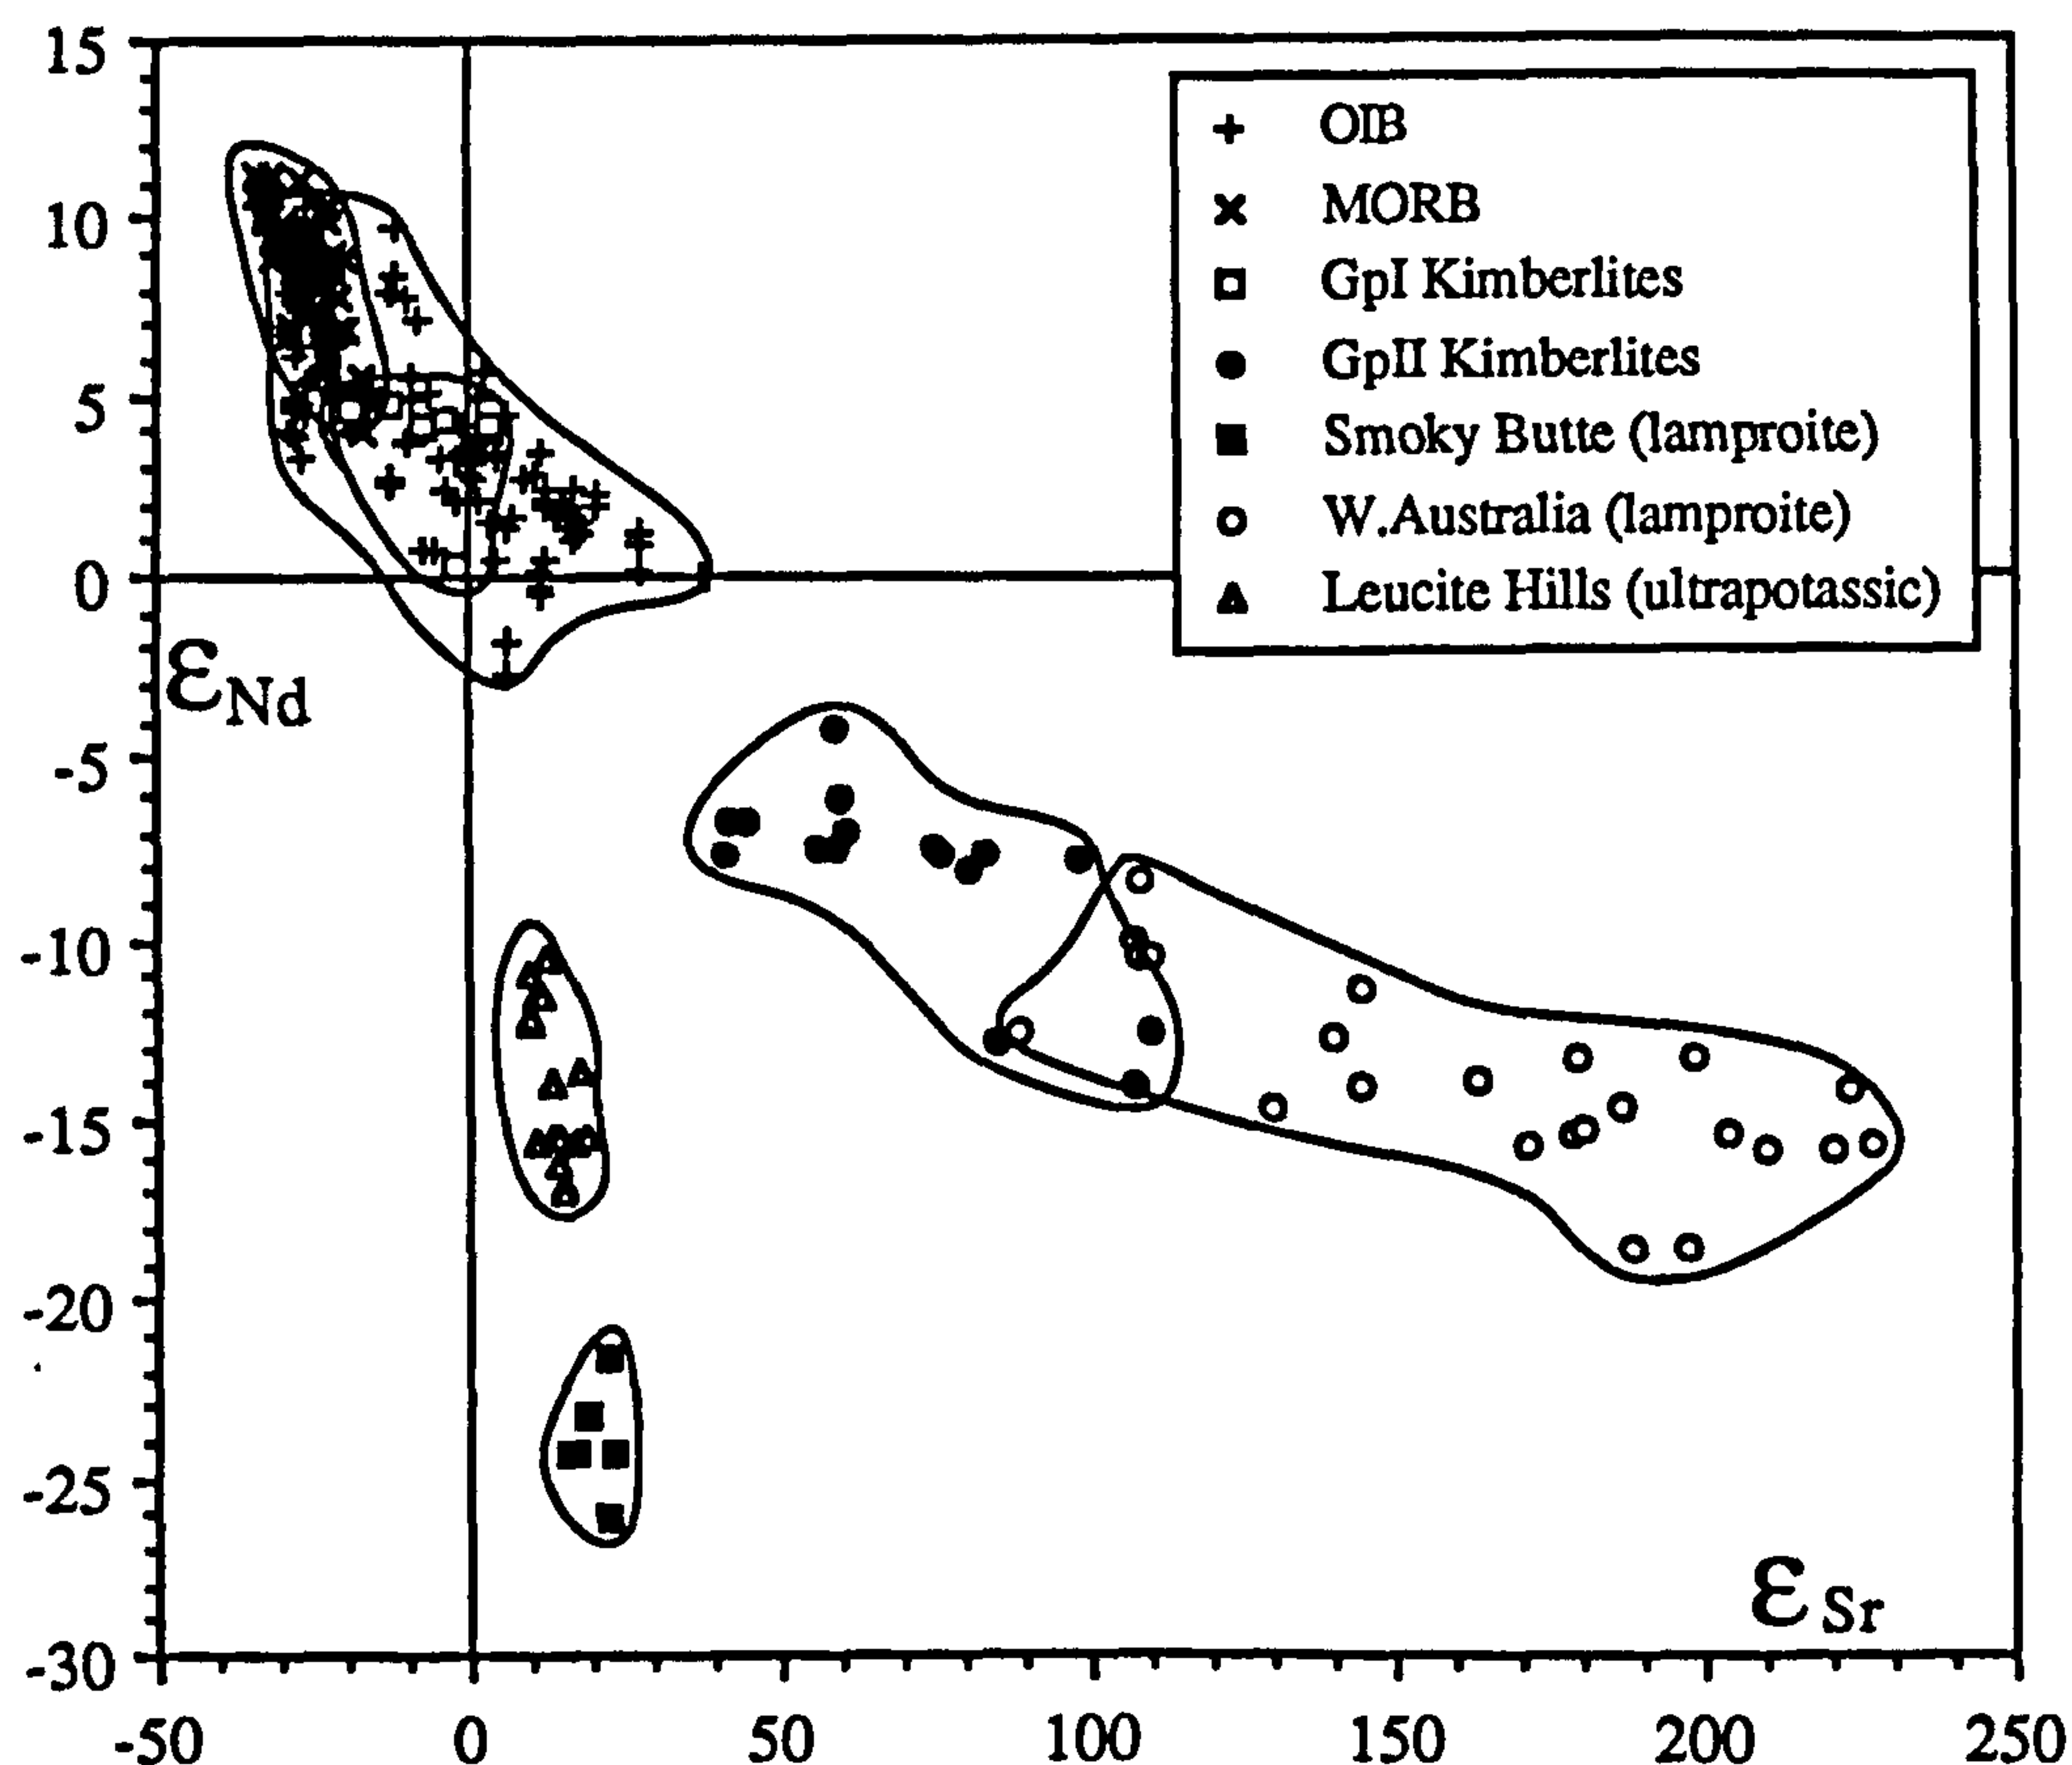 15
10
5
0
-5
-10
-15
-20
-25
-30
εNd
+ OIB
× MORB
GpI Kimberlites
GpII Kimberlites
Smoky Butte (lamproite)
W.Australia (lamproite)
Leucite Hills (ultrapotassic)
εSr
-50 0 50 100 150 200 250